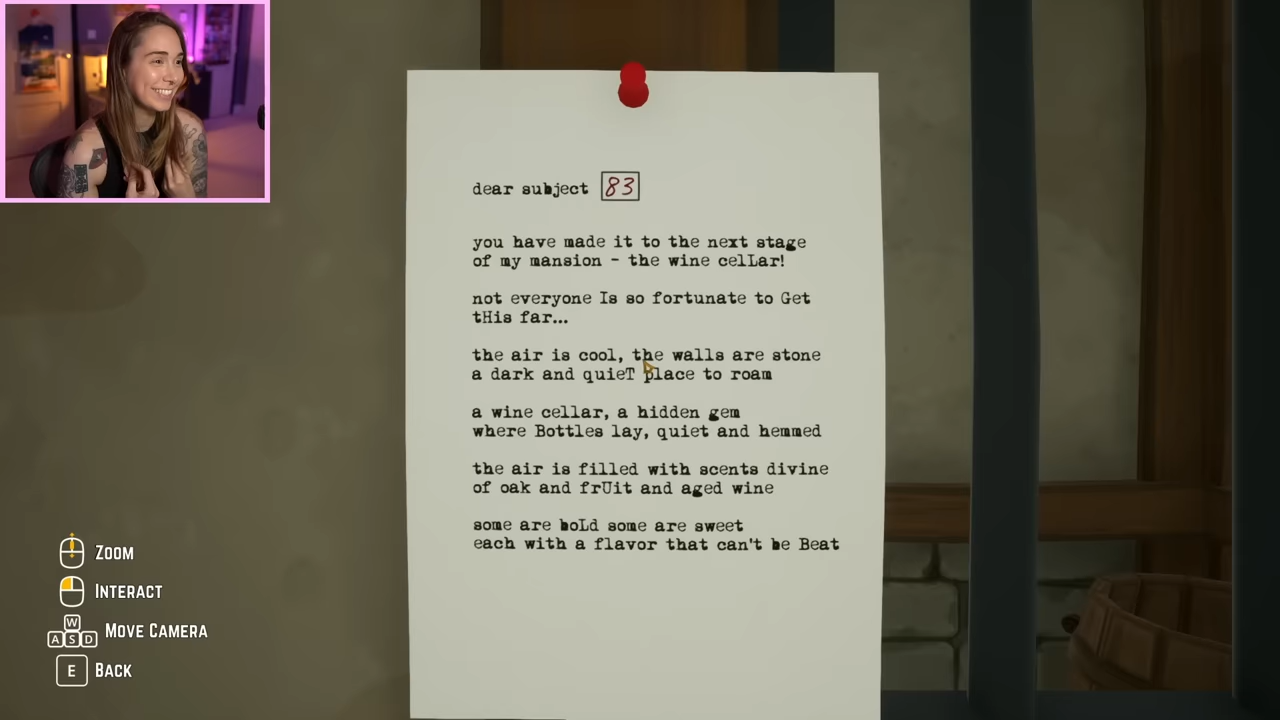 dear subject 83
you have made it to the next stage
of my mansion - the wine celLar!
not everyone Is so fortunate to Get
tHis far...
the air is cool, the walls are stone
a dark and quieT place to roam
a wine cellar, a hidden gem
where Bottles lay, quiet and hemmed
the air is filled with scents divine
of oak and frUit and aged wine
some are boLd some are sweet
each with a flavor that can't be Beat
ZOOM
INTERACT
W
A S D MOVE CAMERA
E BACK